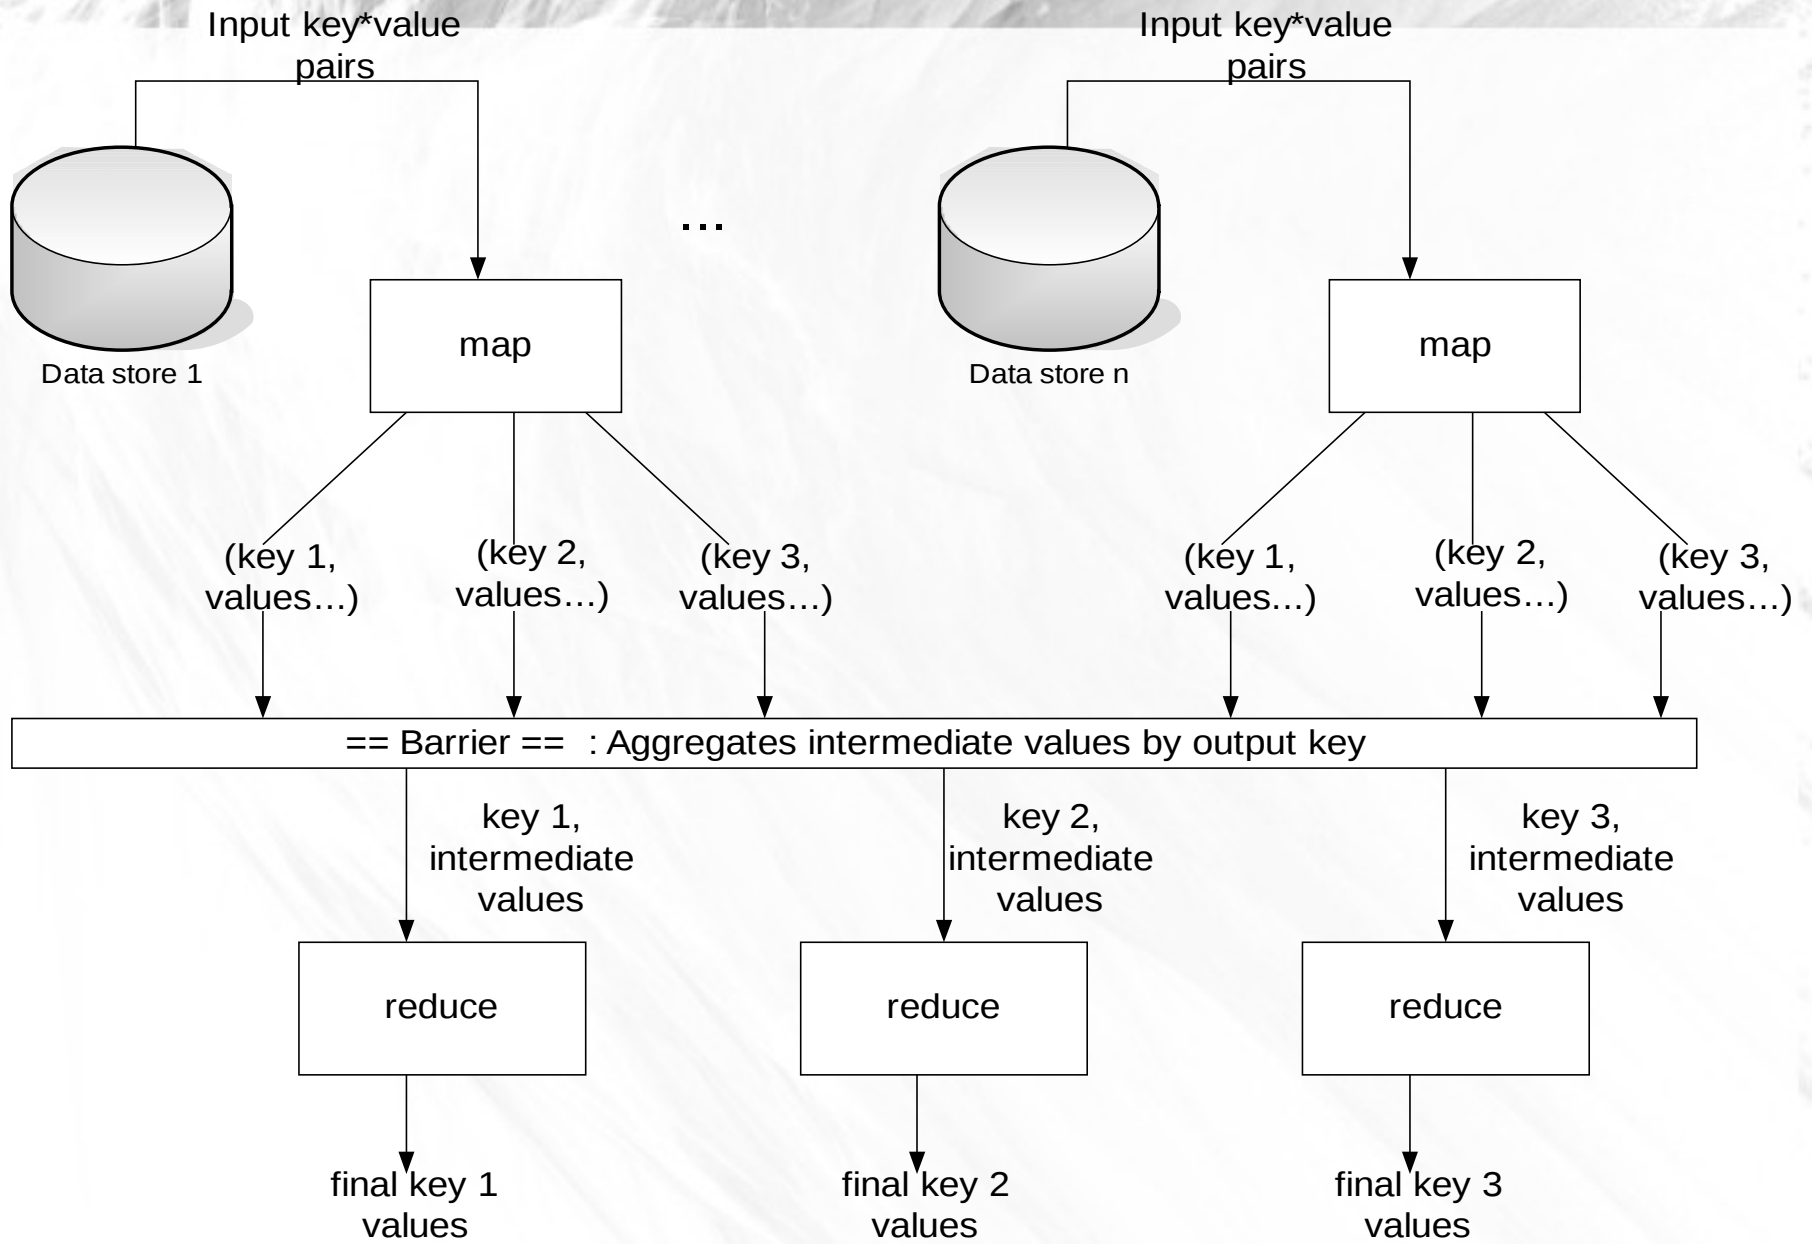 Input key*value
pairs
Input key*value
pairs
...
Data store 1
map
Data store n
map
(key 1,
values…)
(key 2,
values…)
(key 3,
values…)
(key 1,
values…)
(key 2,
values…)
(key 3,
values…)
== Barrier == : Aggregates intermediate values by output key
key 1,
intermediate
values
key 2,
intermediate
values
key 3,
intermediate
values
reduce
reduce
reduce
final key 1
values
final key 2
values
final key 3
values